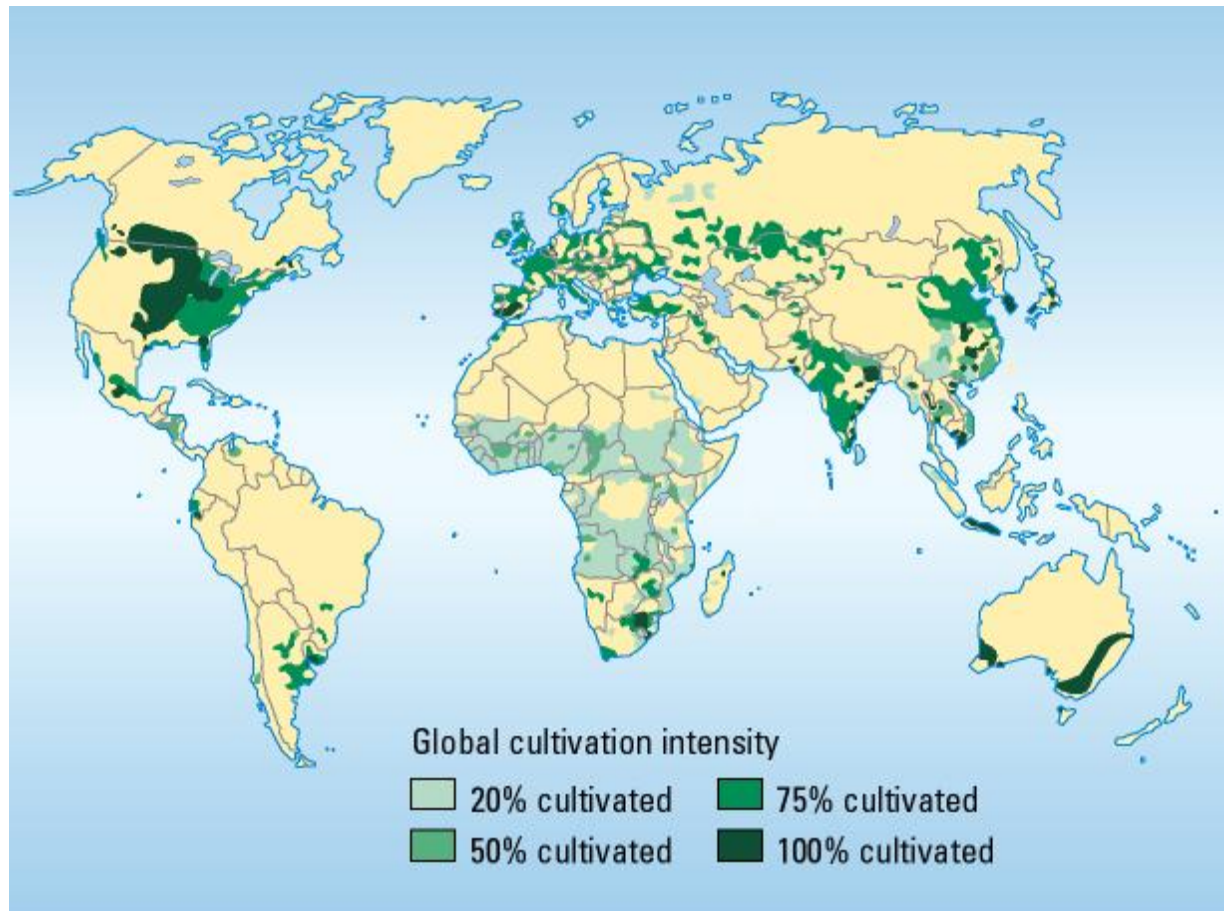 Global cultivation intensity
20% cultivated
75% cultivated
50% cultivated
100% cultivated